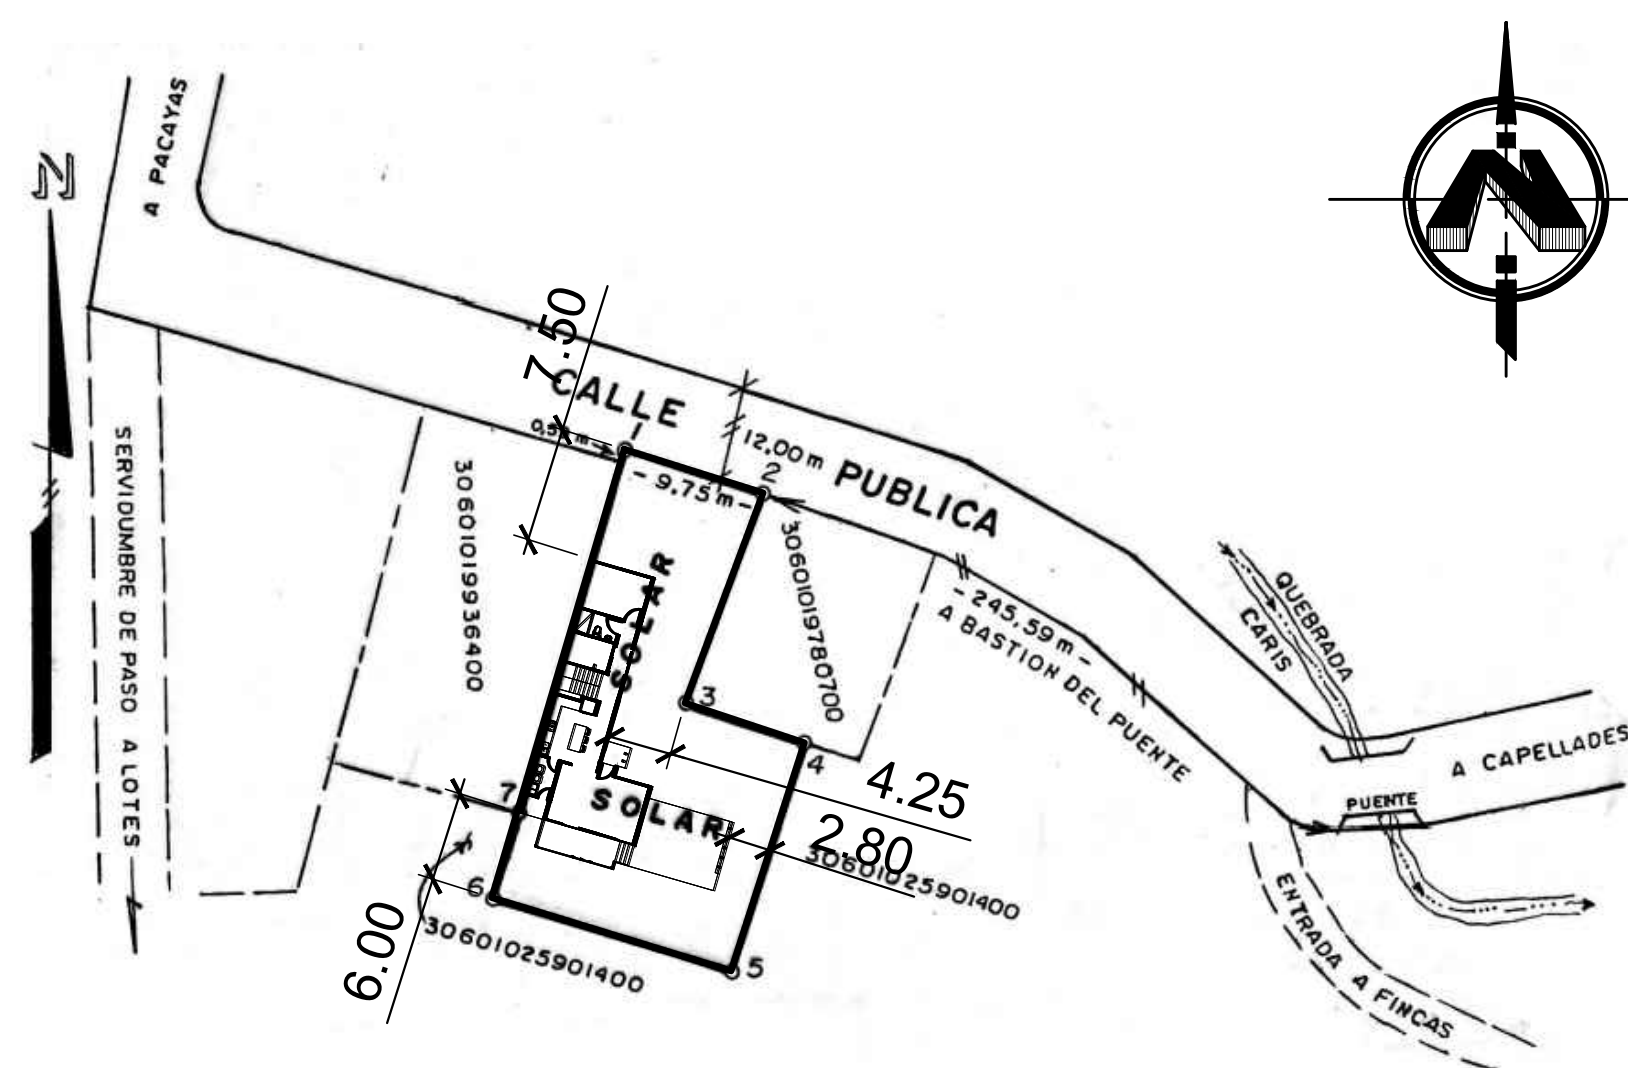 A PACAYAS
N
N
7.50
CALLE
0,5
m
1
12,00 m
2
PUBLICA
- 9.75 m -
30601019936400
SOLAR
30601019780700
- 245,59 m -
A BASTION DEL PUENTE
QUEBRADA
CARIS
SERVIDUMBRE DE PASO A LOTES
3
4
4.25
A CAPELLADES
7
SOLAR
2.80
PUENTE
30601025901400
6
6.00
30601025901400
5
ENTRADA A FINCAS